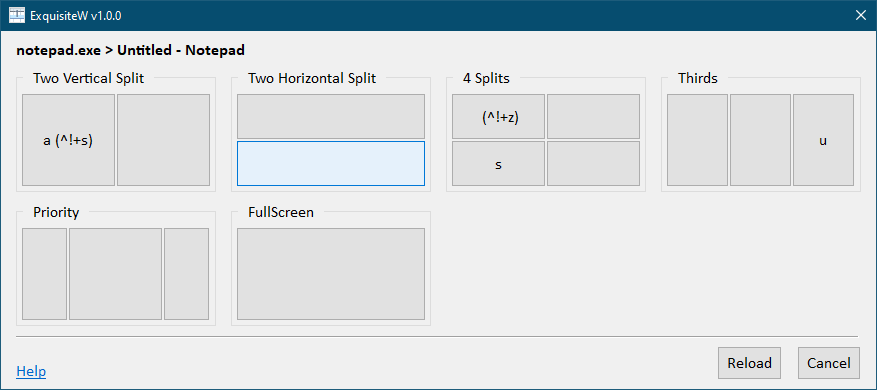 ExquisiteW v1.0.0
notepad.exe > Untitled - Notepad
Two Vertical Split
Two Horizontal Split
4 Splits
Thirds
a (^!+s)
(^!+z)
s
u
Priority
FullScreen
Help
Reload
Cancel